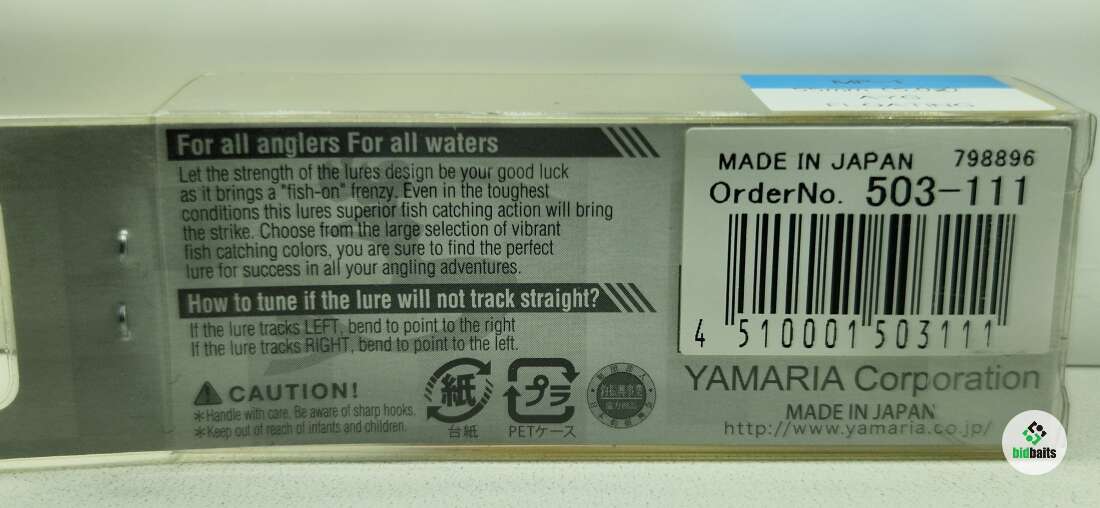 MP-1
AYG
FLOATING
For all anglers For all waters
Let the strength of the lures design be your good luck
as it brings a "fish-on" frenzy. Even in the toughest
conditions this lures superior fish catching action will bring
the strike. Choose from the large selection of vibrant
fish catching colors, you are sure to find the perfect
lure for success in all your angling adventures.
How to tune if the lure will not track straight?
If the lure tracks LEFT, bend to point to the right
If the lure tracks RIGHT, bend to point to the left.
CAUTION!
*Handle with care. Be aware of sharp hooks.
*Keep out of reach of infants and children.
紙
台紙
プラ
PETケース
MADE IN JAPAN 798896
OrderNo. 503-111
4 510001 503111
YAMARIA Corporation
MADE IN JAPAN
http://www.yamaria.co.jp/
bidbaits